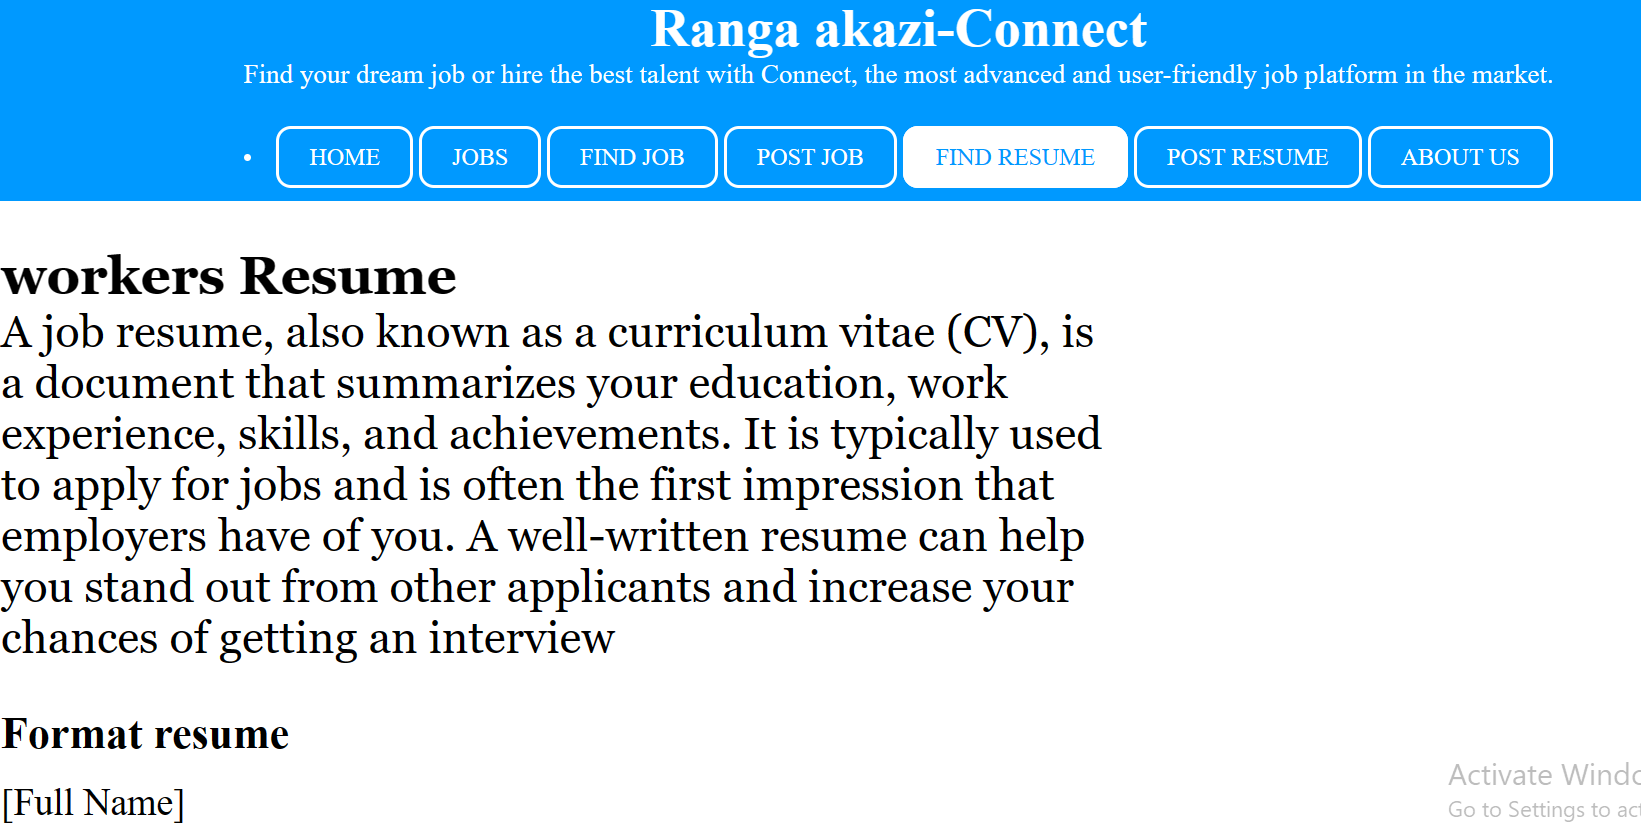 Ranga akazi-Connect
Find your dream job or hire the best talent with Connect, the most advanced and user-friendly job platform in the market.
• HOME JOBS FIND JOB POST JOB FIND RESUME POST RESUME ABOUT US
workers Resume
A job resume, also known as a curriculum vitae (CV), is
a document that summarizes your education, work
experience, skills, and achievements. It is typically used
to apply for jobs and is often the first impression that
employers have of you. A well-written resume can help
you stand out from other applicants and increase your
chances of getting an interview
Format resume
[Full Name]
Activate Windo
Go to Settings to act